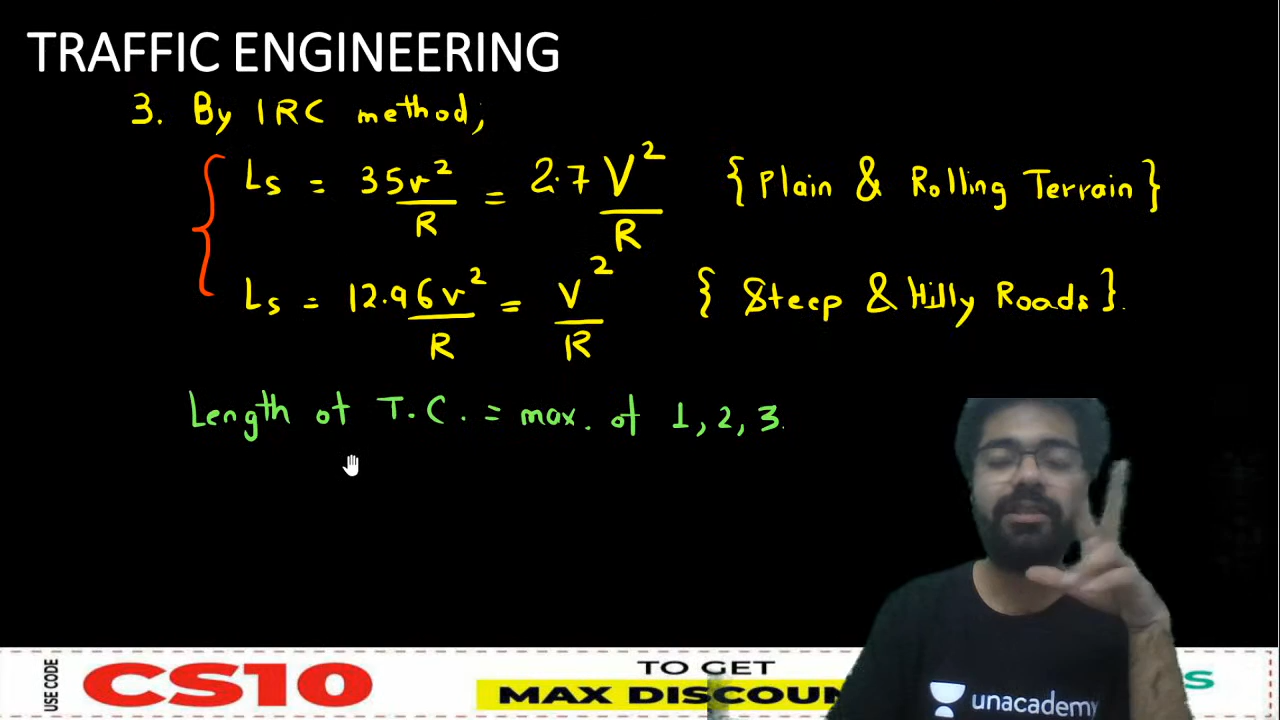 TRAFFIC ENGINEERING
3. By IRC method;
Ls = 35v²/R = 2.7 V²/R { Plain & Rolling Terrain }
Ls = 12.96v²/R = V²/R { Steep & Hilly Roads }.
Length of T.C. = max. of 1, 2, 3.
USE CODE
CS10
TO GET
MAX DISCOUN
S
unacademy